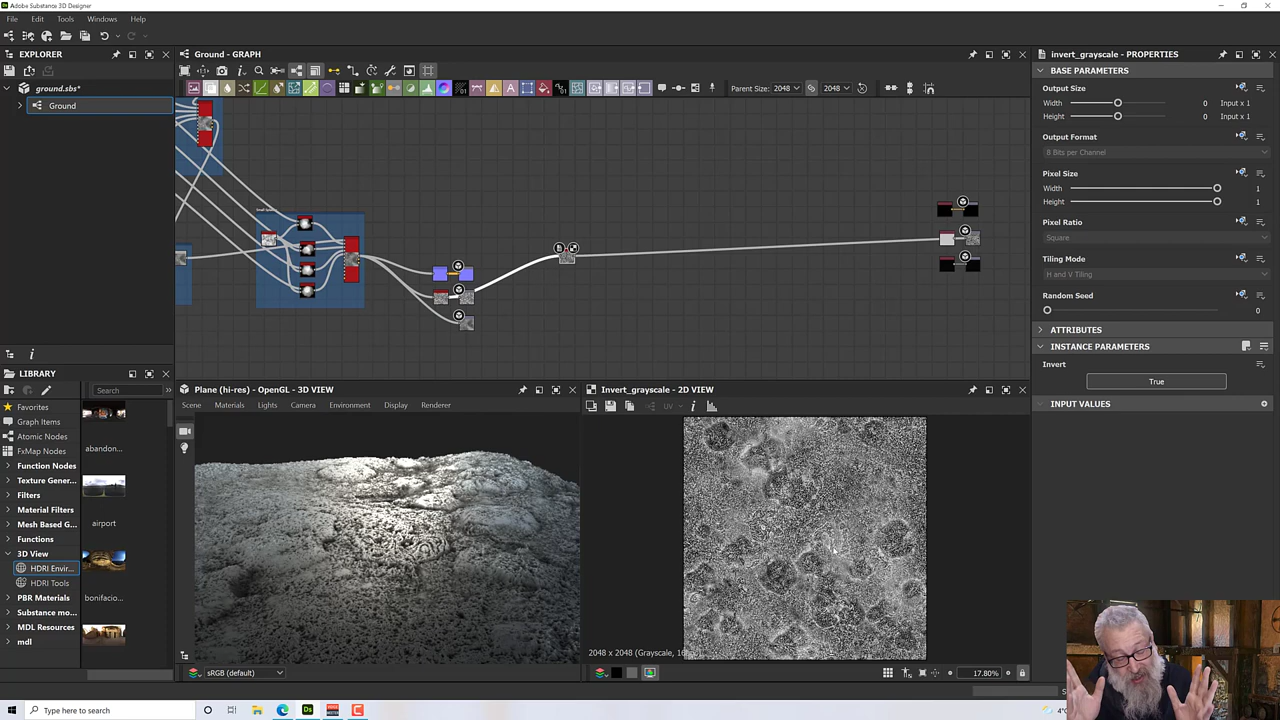 Adobe Substance 3D Designer
File Edit Tools Windows Help
EXPLORER
ground.sbs*
Ground
Ground - GRAPH
Parent Size: 2048 2048
Small Splatter
LIBRARY
Search
Favorites
Graph Items
Atomic Nodes
FxMap Nodes
Function Nodes
Texture Gener...
Filters
Material Filters
Mesh Based G...
Functions
3D View
HDRI Envir...
HDRI Tools
PBR Materials
Substance mo...
MDL Resources
mdl
abandon...
airport
bonifacio...
Plane (hi-res) - OpenGL - 3D VIEW
Scene Materials Lights Camera Environment Display Renderer
sRGB (default)
Invert_grayscale - 2D VIEW
UV
2048 x 2048 (Grayscale, 16
17.80%
invert_grayscale - PROPERTIES
BASE PARAMETERS
Output Size
Width 0 Input x 1
Height 0 Input x 1
Output Format
8 Bits per Channel
Pixel Size
Width 1
Height 1
Pixel Ratio
Square
Tiling Mode
H and V Tiling
Random Seed
0
ATTRIBUTES
INSTANCE PARAMETERS
Invert
True
INPUT VALUES
Type here to search
4°